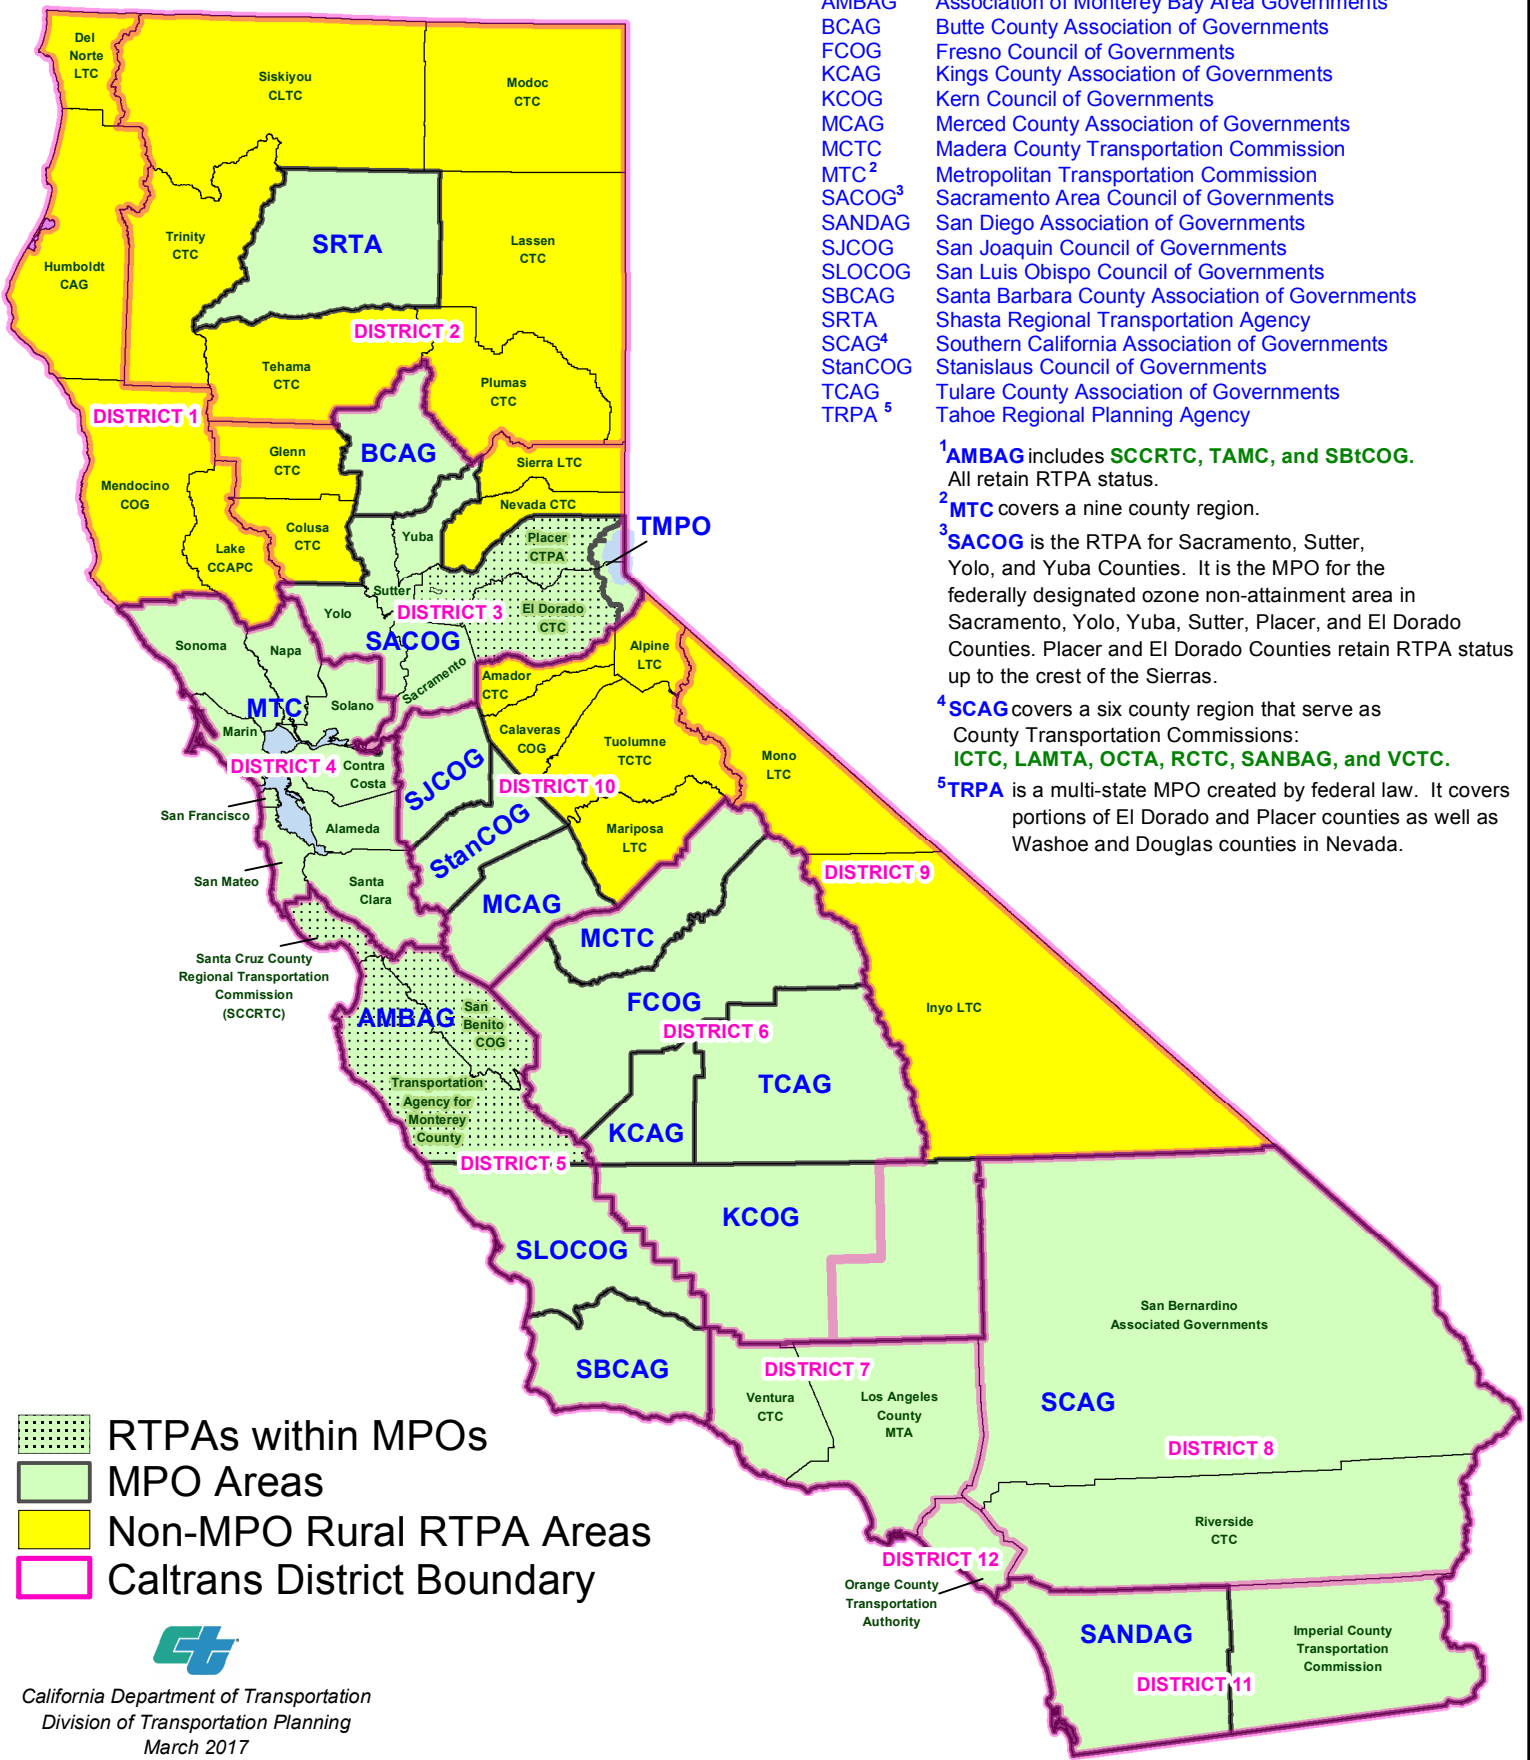 AMBAG Association of Monterey Bay Area Governments
BCAG Butte County Association of Governments
FCOG Fresno Council of Governments
KCAG Kings County Association of Governments
KCOG Kern Council of Governments
MCAG Merced County Association of Governments
MCTC Madera County Transportation Commission
MTC 2 Metropolitan Transportation Commission
SACOG3 Sacramento Area Council of Governments
SANDAG San Diego Association of Governments
SJCOG San Joaquin Council of Governments
SLOCOG San Luis Obispo Council of Governments
SBCAG Santa Barbara County Association of Governments
SRTA Shasta Regional Transportation Agency
SCAG4 Southern California Association of Governments
StanCOG Stanislaus Council of Governments
TCAG Tulare County Association of Governments
TRPA 5 Tahoe Regional Planning Agency
1AMBAG includes SCCRTC, TAMC, and SBtCOG.
All retain RTPA status.
2MTC covers a nine county region.
3SACOG is the RTPA for Sacramento, Sutter,
Yolo, and Yuba Counties. It is the MPO for the
federally designated ozone non-attainment area in
Sacramento, Yolo, Yuba, Sutter, Placer, and El Dorado
Counties. Placer and El Dorado Counties retain RTPA status
up to the crest of the Sierras.
4 SCAG covers a six county region that serve as
County Transportation Commissions:
ICTC, LAMTA, OCTA, RCTC, SANBAG, and VCTC.
5TRPA is a multi-state MPO created by federal law. It covers
portions of El Dorado and Placer counties as well as
Washoe and Douglas counties in Nevada.
Del
Norte
LTC
Siskiyou
CLTC
Modoc
CTC
Humboldt
CAG
Trinity
CTC
SRTA
Lassen
CTC
DISTRICT 2
Tehama
CTC
Plumas
CTC
DISTRICT 1
Mendocino
COG
Glenn
CTC
BCAG
Sierra LTC
Nevada CTC
Lake
CCAPC
Colusa
CTC
Yuba
Placer
CTPA
TMPO
Sutter
Yolo
DISTRICT 3
El Dorado
CTC
SACOG
Sacramento
Sonoma
Napa
Solano
MTC
Marin
DISTRICT 4
Contra
Costa
San Francisco
Alameda
San Mateo
Santa
Clara
Alpine
LTC
Amador
CTC
Calaveras
COG
Tuolumne
TCTC
Mono
LTC
SJCOG
DISTRICT 10
StanCOG
Mariposa
LTC
MCAG
DISTRICT 9
MCTC
Santa Cruz County
Regional Transportation
Commission
(SCCRTC)
AMBAG
San
Benito
COG
Transportation
Agency for
Monterey
County
FCOG
DISTRICT 6
Inyo LTC
TCAG
KCAG
DISTRICT 5
KCOG
SLOCOG
SBCAG
DISTRICT 7
Ventura
CTC
Los Angeles
County
MTA
San Bernardino
Associated Governments
SCAG
DISTRICT 8
Riverside
CTC
DISTRICT 12
Orange County
Transportation
Authority
SANDAG
Imperial County
Transportation
Commission
DISTRICT 11
RTPAs within MPOs
MPO Areas
Non-MPO Rural RTPA Areas
Caltrans District Boundary
ct
California Department of Transportation
Division of Transportation Planning
March 2017